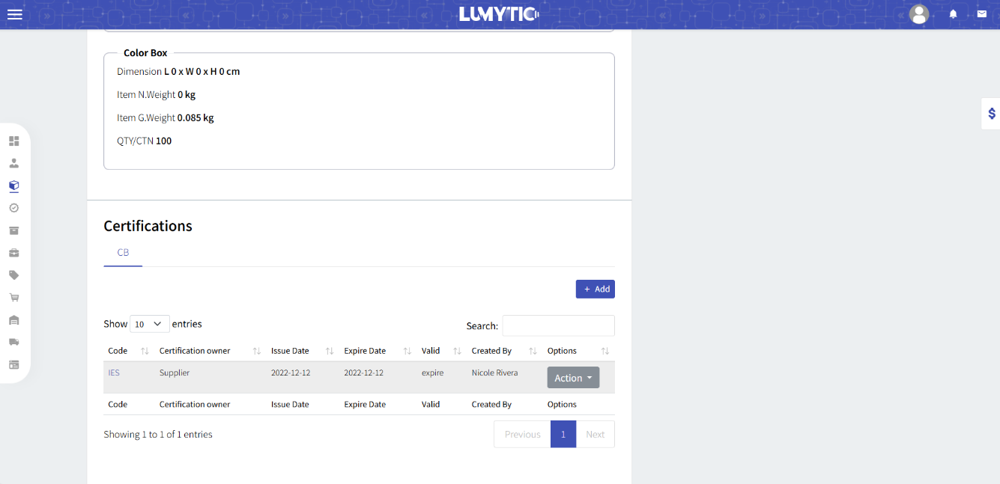 LUMYTIC
Color Box
Dimension L 0 x W 0 x H 0 cm
Item N.Weight 0 kg
Item G.Weight 0.085 kg
QTY/CTN 100
$
Certifications
CB
+ Add
Show 10 entries
Search:
Code Certification owner Issue Date Expire Date Valid Created By Options
IES Supplier 2022-12-12 2022-12-12 expire Nicole Rivera Action
Code Certification owner Issue Date Expire Date Valid Created By Options
Showing 1 to 1 of 1 entries
Previous 1 Next